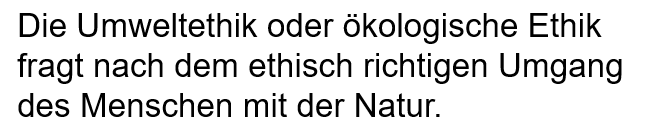 Die Umweltethik oder ökologische Ethik
fragt nach dem ethisch richtigen Umgang
des Menschen mit der Natur.